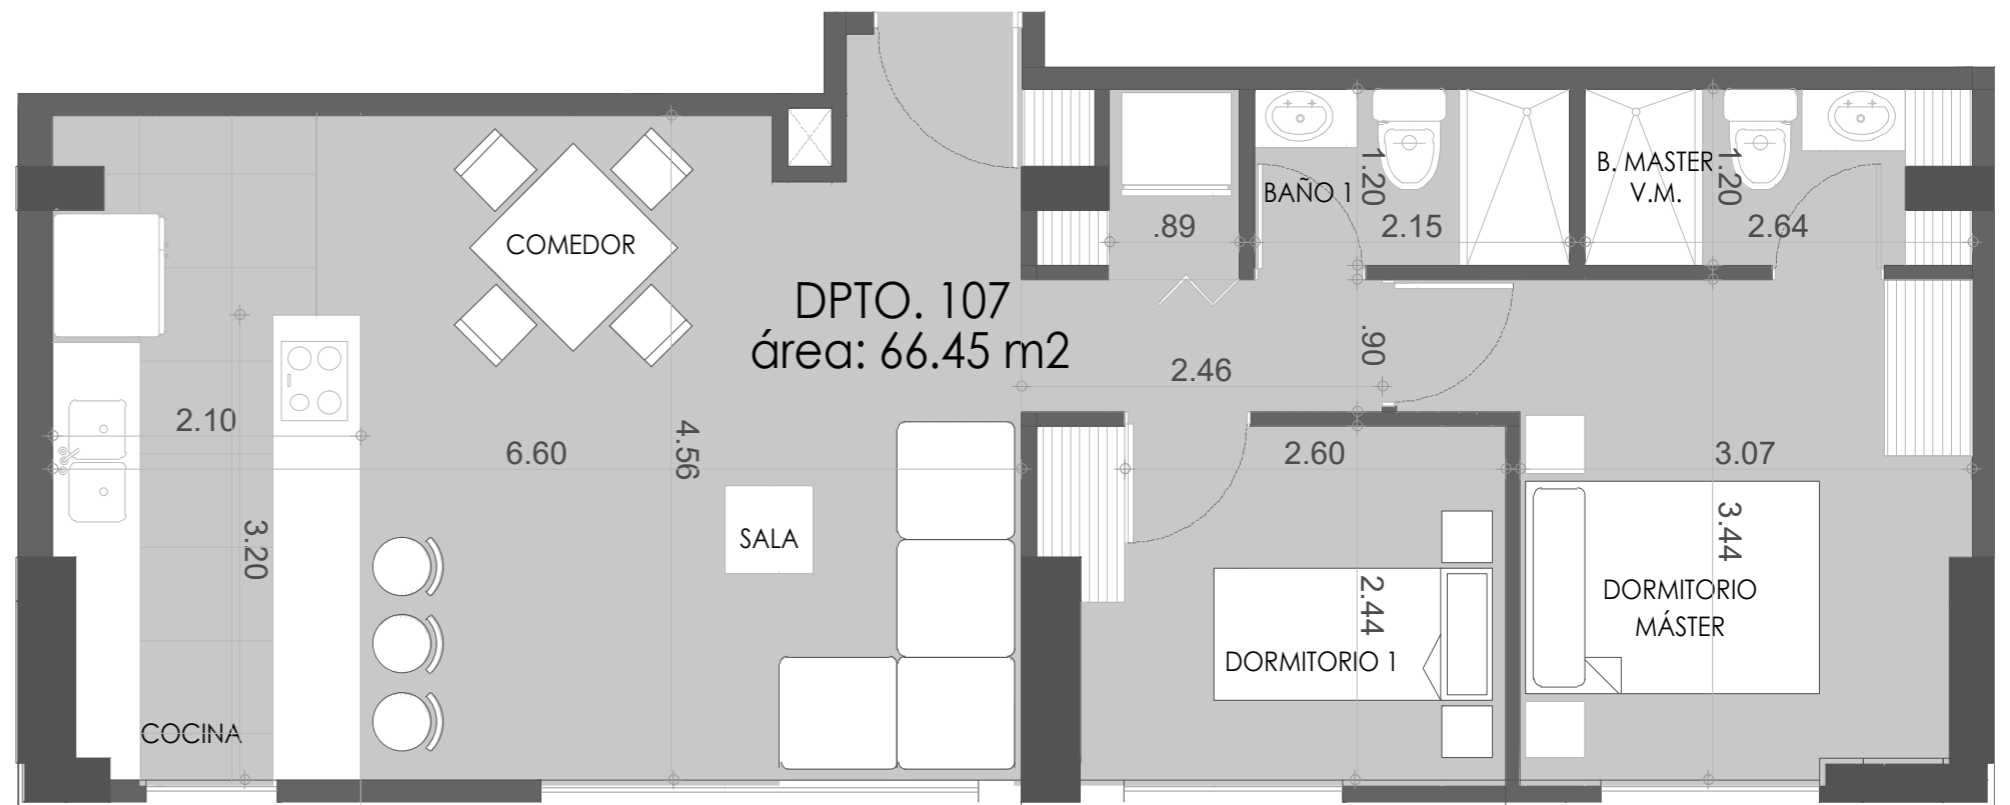 COMEDOR
DPTO. 107
área: 66.45 m2
BAÑO 1
1.20
2.15
.89
B. MASTER
V.M.
1.20
2.64
2.46
.90
2.10
6.60
4.56
3.20
SALA
COCINA
2.60
2.44
DORMITORIO 1
3.07
3.44
DORMITORIO
MÁSTER